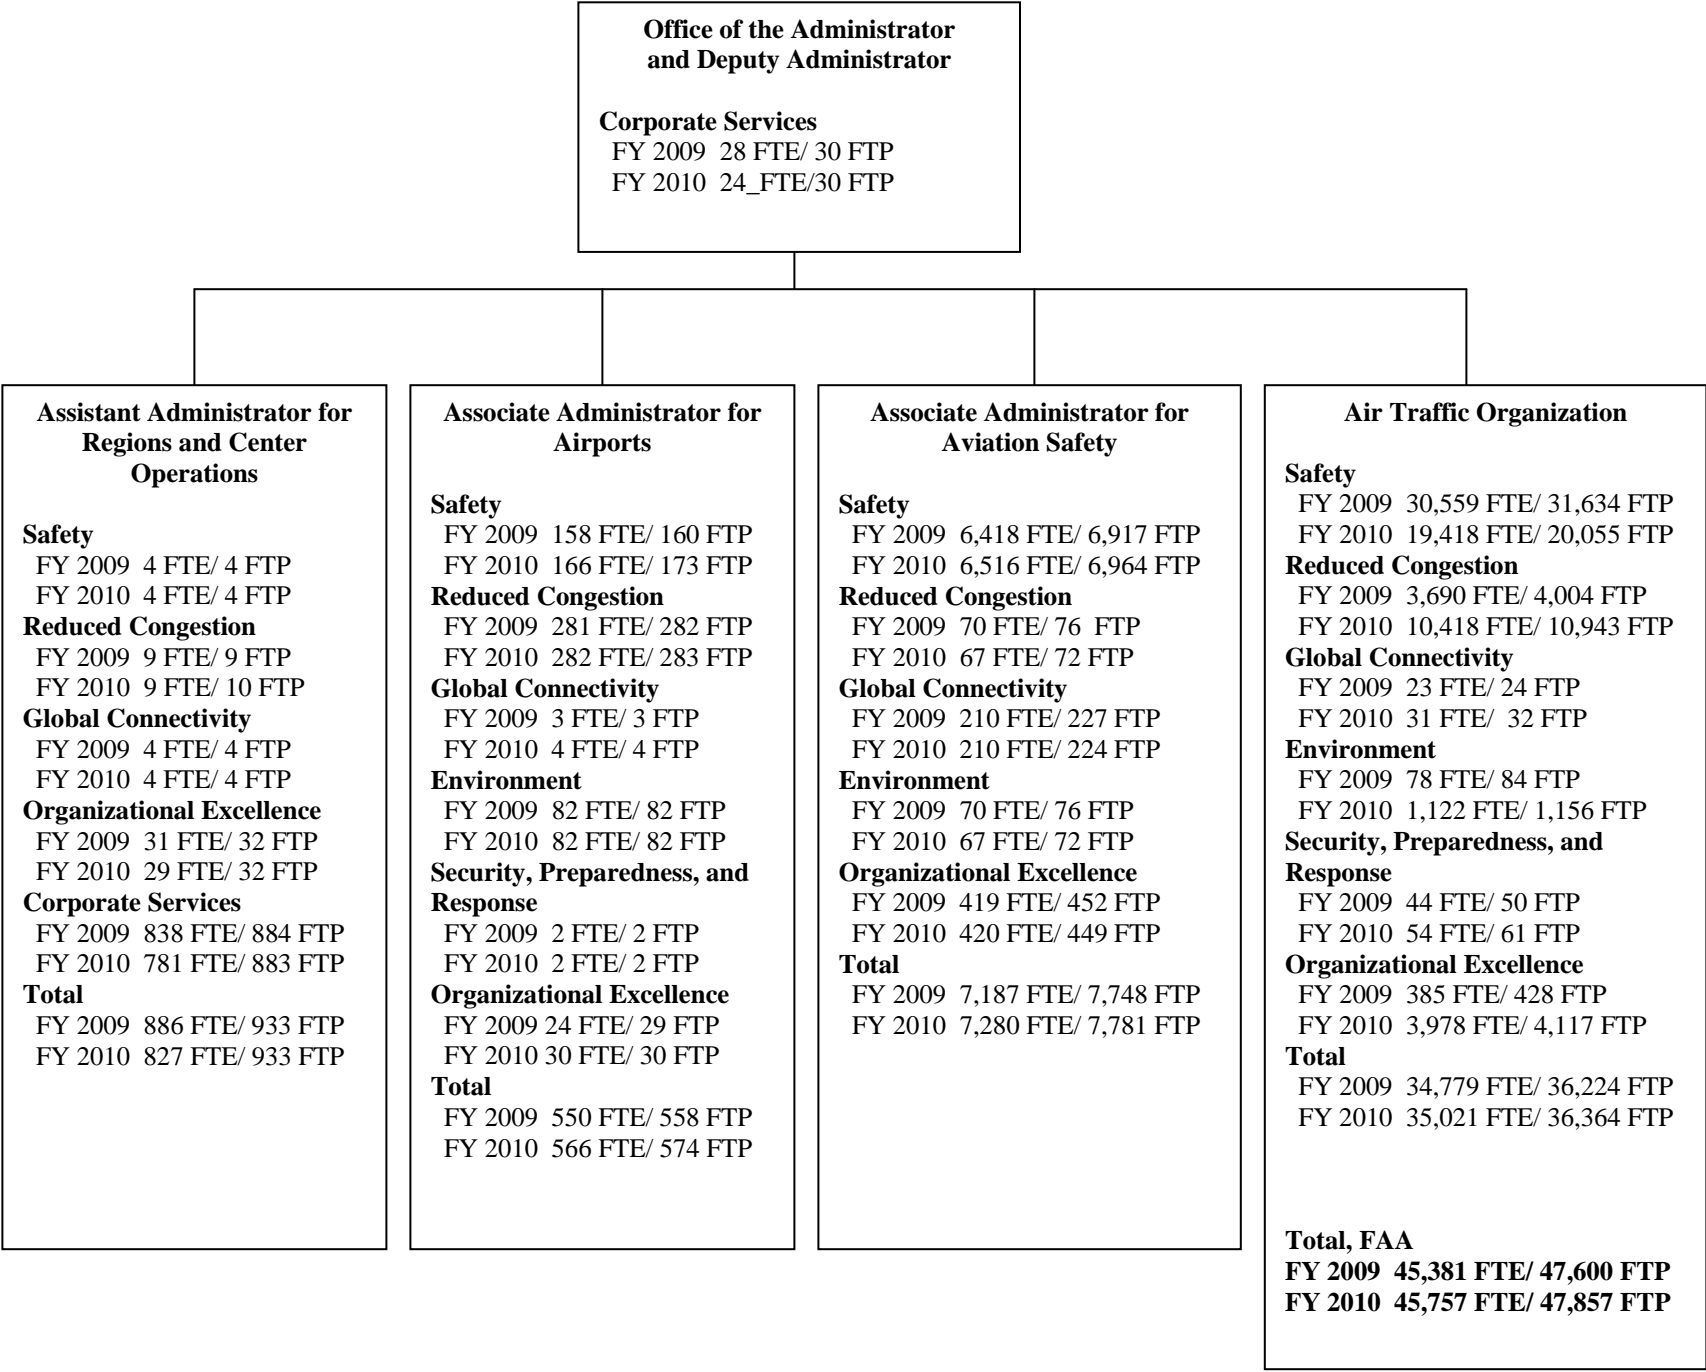 Office of the Administrator
and Deputy Administrator
Corporate Services
FY 2009 28 FTE/ 30 FTP
FY 2010 24_FTE/30 FTP
Assistant Administrator for
Regions and Center
Operations
Safety
FY 2009 4 FTE/ 4 FTP
FY 2010 4 FTE/ 4 FTP
Reduced Congestion
FY 2009 9 FTE/ 9 FTP
FY 2010 9 FTE/ 10 FTP
Global Connectivity
FY 2009 4 FTE/ 4 FTP
FY 2010 4 FTE/ 4 FTP
Organizational Excellence
FY 2009 31 FTE/ 32 FTP
FY 2010 29 FTE/ 32 FTP
Corporate Services
FY 2009 838 FTE/ 884 FTP
FY 2010 781 FTE/ 883 FTP
Total
FY 2009 886 FTE/ 933 FTP
FY 2010 827 FTE/ 933 FTP
Associate Administrator for
Airports
Safety
FY 2009 158 FTE/ 160 FTP
FY 2010 166 FTE/ 173 FTP
Reduced Congestion
FY 2009 281 FTE/ 282 FTP
FY 2010 282 FTE/ 283 FTP
Global Connectivity
FY 2009 3 FTE/ 3 FTP
FY 2010 4 FTE/ 4 FTP
Environment
FY 2009 82 FTE/ 82 FTP
FY 2010 82 FTE/ 82 FTP
Security, Preparedness, and
Response
FY 2009 2 FTE/ 2 FTP
FY 2010 2 FTE/ 2 FTP
Organizational Excellence
FY 2009 24 FTE/ 29 FTP
FY 2010 30 FTE/ 30 FTP
Total
FY 2009 550 FTE/ 558 FTP
FY 2010 566 FTE/ 574 FTP
Associate Administrator for
Aviation Safety
Safety
FY 2009 6,418 FTE/ 6,917 FTP
FY 2010 6,516 FTE/ 6,964 FTP
Reduced Congestion
FY 2009 70 FTE/ 76 FTP
FY 2010 67 FTE/ 72 FTP
Global Connectivity
FY 2009 210 FTE/ 227 FTP
FY 2010 210 FTE/ 224 FTP
Environment
FY 2009 70 FTE/ 76 FTP
FY 2010 67 FTE/ 72 FTP
Organizational Excellence
FY 2009 419 FTE/ 452 FTP
FY 2010 420 FTE/ 449 FTP
Total
FY 2009 7,187 FTE/ 7,748 FTP
FY 2010 7,280 FTE/ 7,781 FTP
Air Traffic Organization
Safety
FY 2009 30,559 FTE/ 31,634 FTP
FY 2010 19,418 FTE/ 20,055 FTP
Reduced Congestion
FY 2009 3,690 FTE/ 4,004 FTP
FY 2010 10,418 FTE/ 10,943 FTP
Global Connectivity
FY 2009 23 FTE/ 24 FTP
FY 2010 31 FTE/ 32 FTP
Environment
FY 2009 78 FTE/ 84 FTP
FY 2010 1,122 FTE/ 1,156 FTP
Security, Preparedness, and
Response
FY 2009 44 FTE/ 50 FTP
FY 2010 54 FTE/ 61 FTP
Organizational Excellence
FY 2009 385 FTE/ 428 FTP
FY 2010 3,978 FTE/ 4,117 FTP
Total
FY 2009 34,779 FTE/ 36,224 FTP
FY 2010 35,021 FTE/ 36,364 FTP
Total, FAA
FY 2009 45,381 FTE/ 47,600 FTP
FY 2010 45,757 FTE/ 47,857 FTP